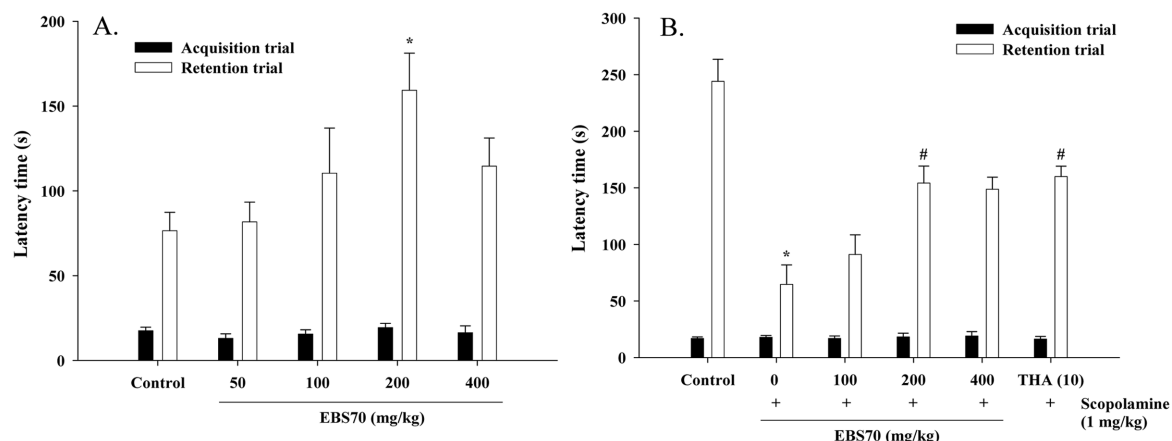 A.
Acquisition trial
Retention trial
Latency time (s)
200
150
100
50
0
*
Control 50 100 200 400
EBS70 (mg/kg)
B.
Acquisition trial
Retention trial
Latency time (s)
300
250
200
150
100
50
0
* # #
Control 0 100 200 400 THA (10)
+ + + + + Scopolamine
(1 mg/kg)
EBS70 (mg/kg)